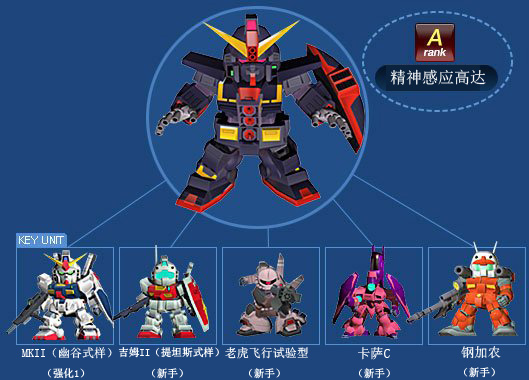 A
rank
精神感应高达
KEY UNIT
MKII（幽谷式样）
（强化1）
吉姆II（提坦斯式样）
（新手）
老虎飞行试验型
（新手）
卡萨C
（新手）
钢加农
（新手）